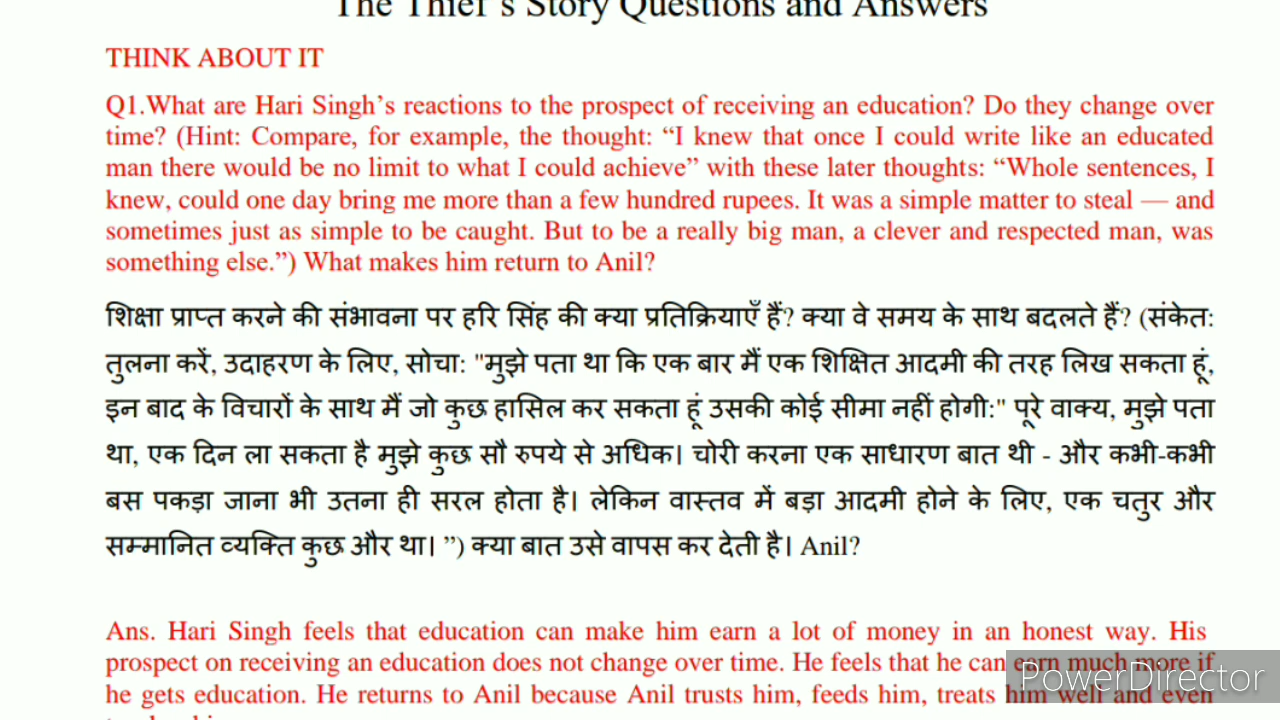 The Thief's Story Questions and Answers
THINK ABOUT IT
Q1.What are Hari Singh’s reactions to the prospect of receiving an education? Do they change over
time? (Hint: Compare, for example, the thought: “I knew that once I could write like an educated
man there would be no limit to what I could achieve” with these later thoughts: “Whole sentences, I
knew, could one day bring me more than a few hundred rupees. It was a simple matter to steal — and
sometimes just as simple to be caught. But to be a really big man, a clever and respected man, was
something else.”) What makes him return to Anil?
शिक्षा प्राप्त करने की संभावना पर हरि सिंह की क्या प्रतिक्रियाएँ हैं? क्या वे समय के साथ बदलते हैं? (संकेत:
तुलना करें, उदाहरण के लिए, सोचा: "मुझे पता था कि एक बार मैं एक शिक्षित आदमी की तरह लिख सकता हूं,
इन बाद के विचारों के साथ मैं जो कुछ हासिल कर सकता हूं उसकी कोई सीमा नहीं होगी:" पूरे वाक्य, मुझे पता
था, एक दिन ला सकता है मुझे कुछ सौ रुपये से अधिक। चोरी करना एक साधारण बात थी - और कभी-कभी
बस पकड़ा जाना भी उतना ही सरल होता है। लेकिन वास्तव में बड़ा आदमी होने के लिए, एक चतुर और
सम्मानित व्यक्ति कुछ और था। ”) क्या बात उसे वापस कर देती है। Anil?
Ans. Hari Singh feels that education can make him earn a lot of money in an honest way. His
prospect on receiving an education does not change over time. He feels that he can earn much more if
he gets education. He returns to Anil because Anil trusts him, feeds him, treats him well and even
PowerDirector